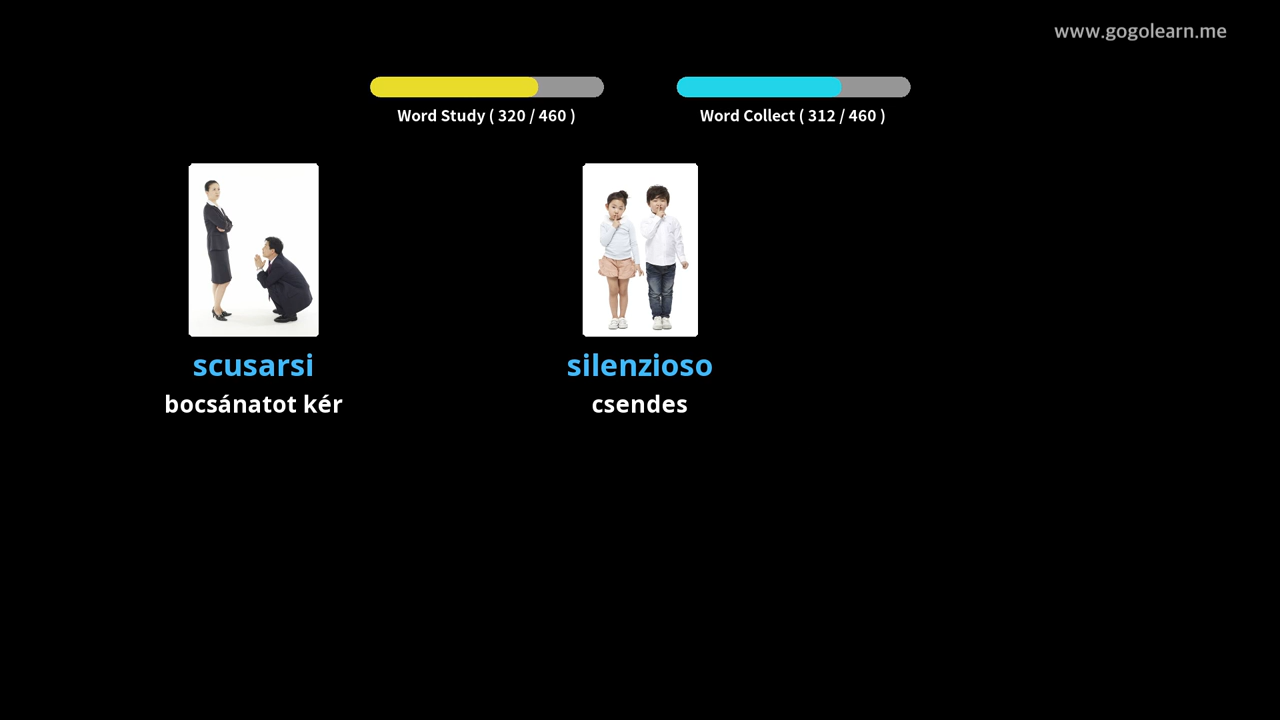 www.gogolearn.me
Word Study ( 320 / 460 )
Word Collect ( 312 / 460 )
scusarsi
bocsánatot kér
silenzioso
csendes